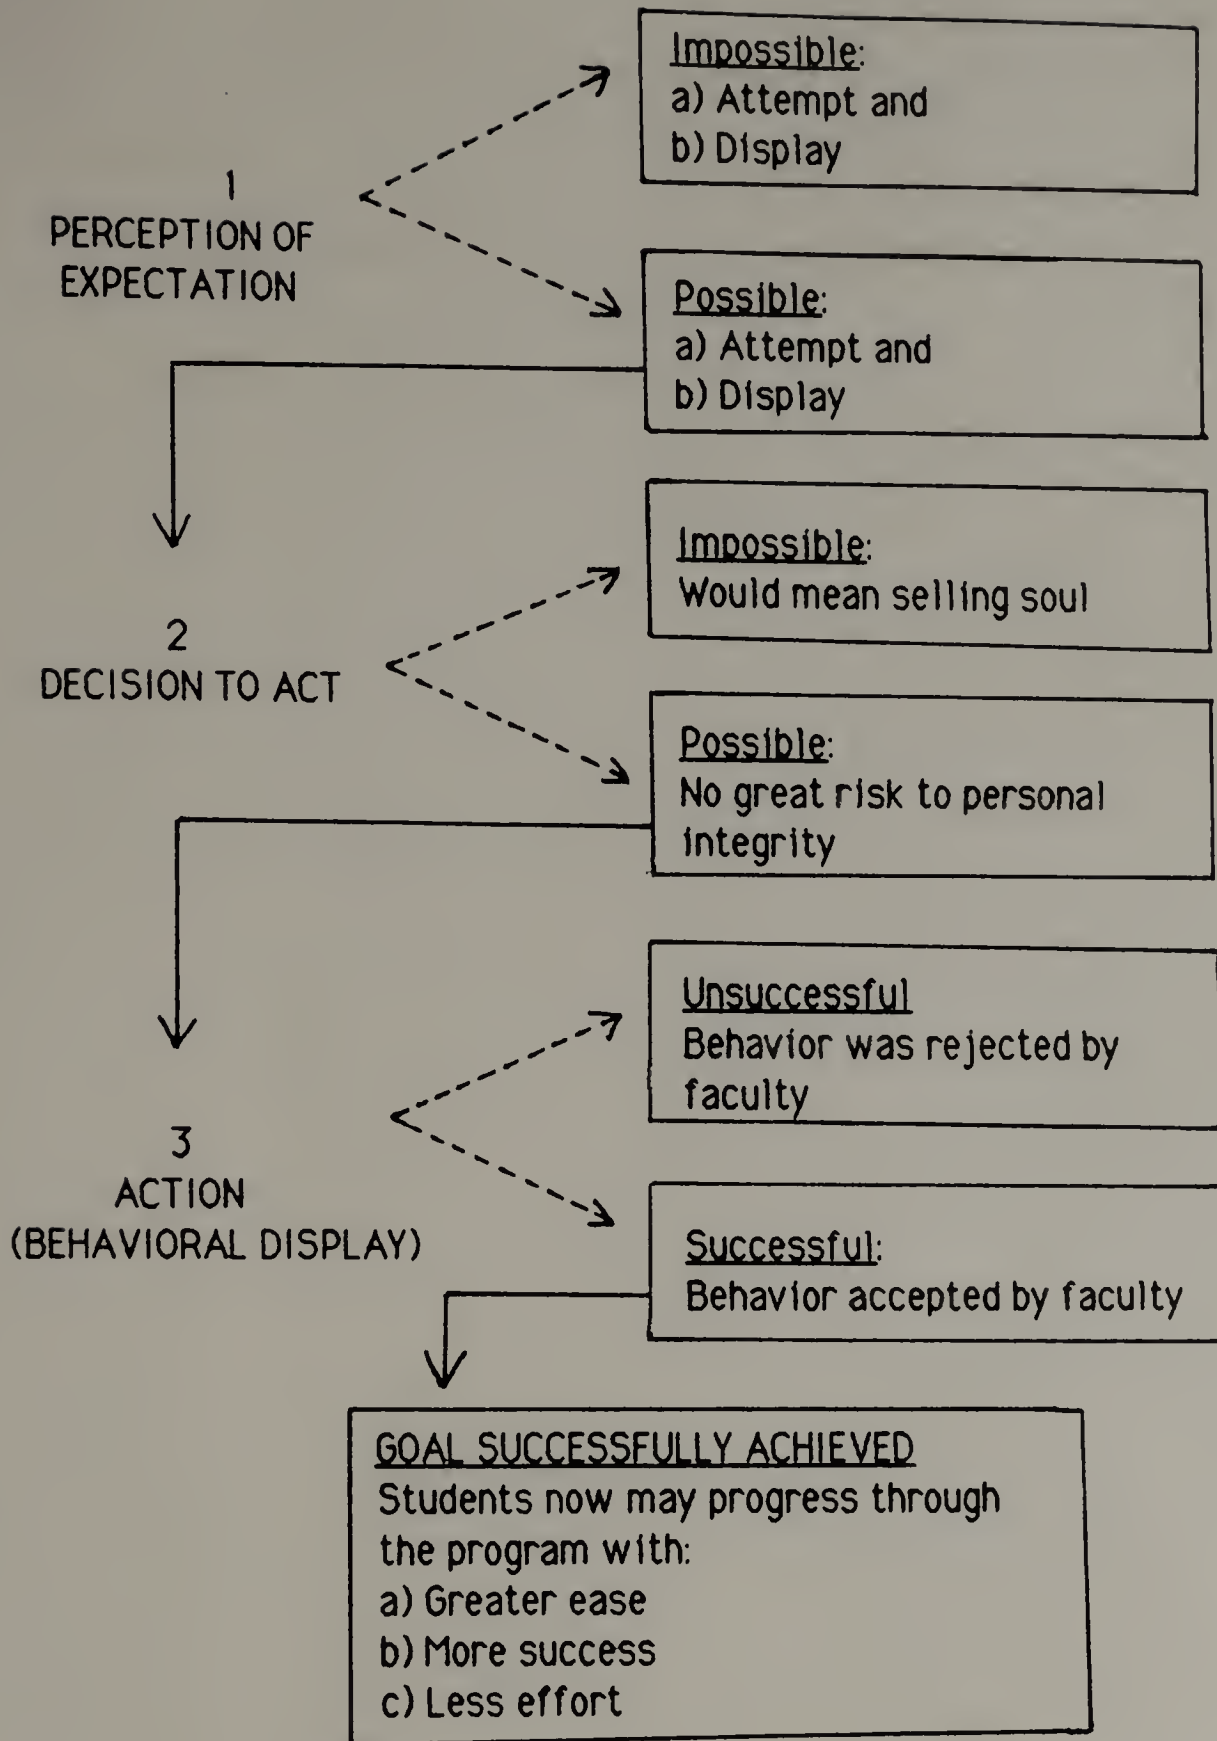 1
PERCEPTION OF
EXPECTATION
Impossible:
a) Attempt and
b) Display
Possible:
a) Attempt and
b) Display
2
DECISION TO ACT
Impossible:
Would mean selling soul
Possible:
No great risk to personal
integrity
3
ACTION
(BEHAVIORAL DISPLAY)
Unsuccessful
Behavior was rejected by
faculty
Successful:
Behavior accepted by faculty
GOAL SUCCESSFULLY ACHIEVED
Students now may progress through
the program with:
a) Greater ease
b) More success
c) Less effort